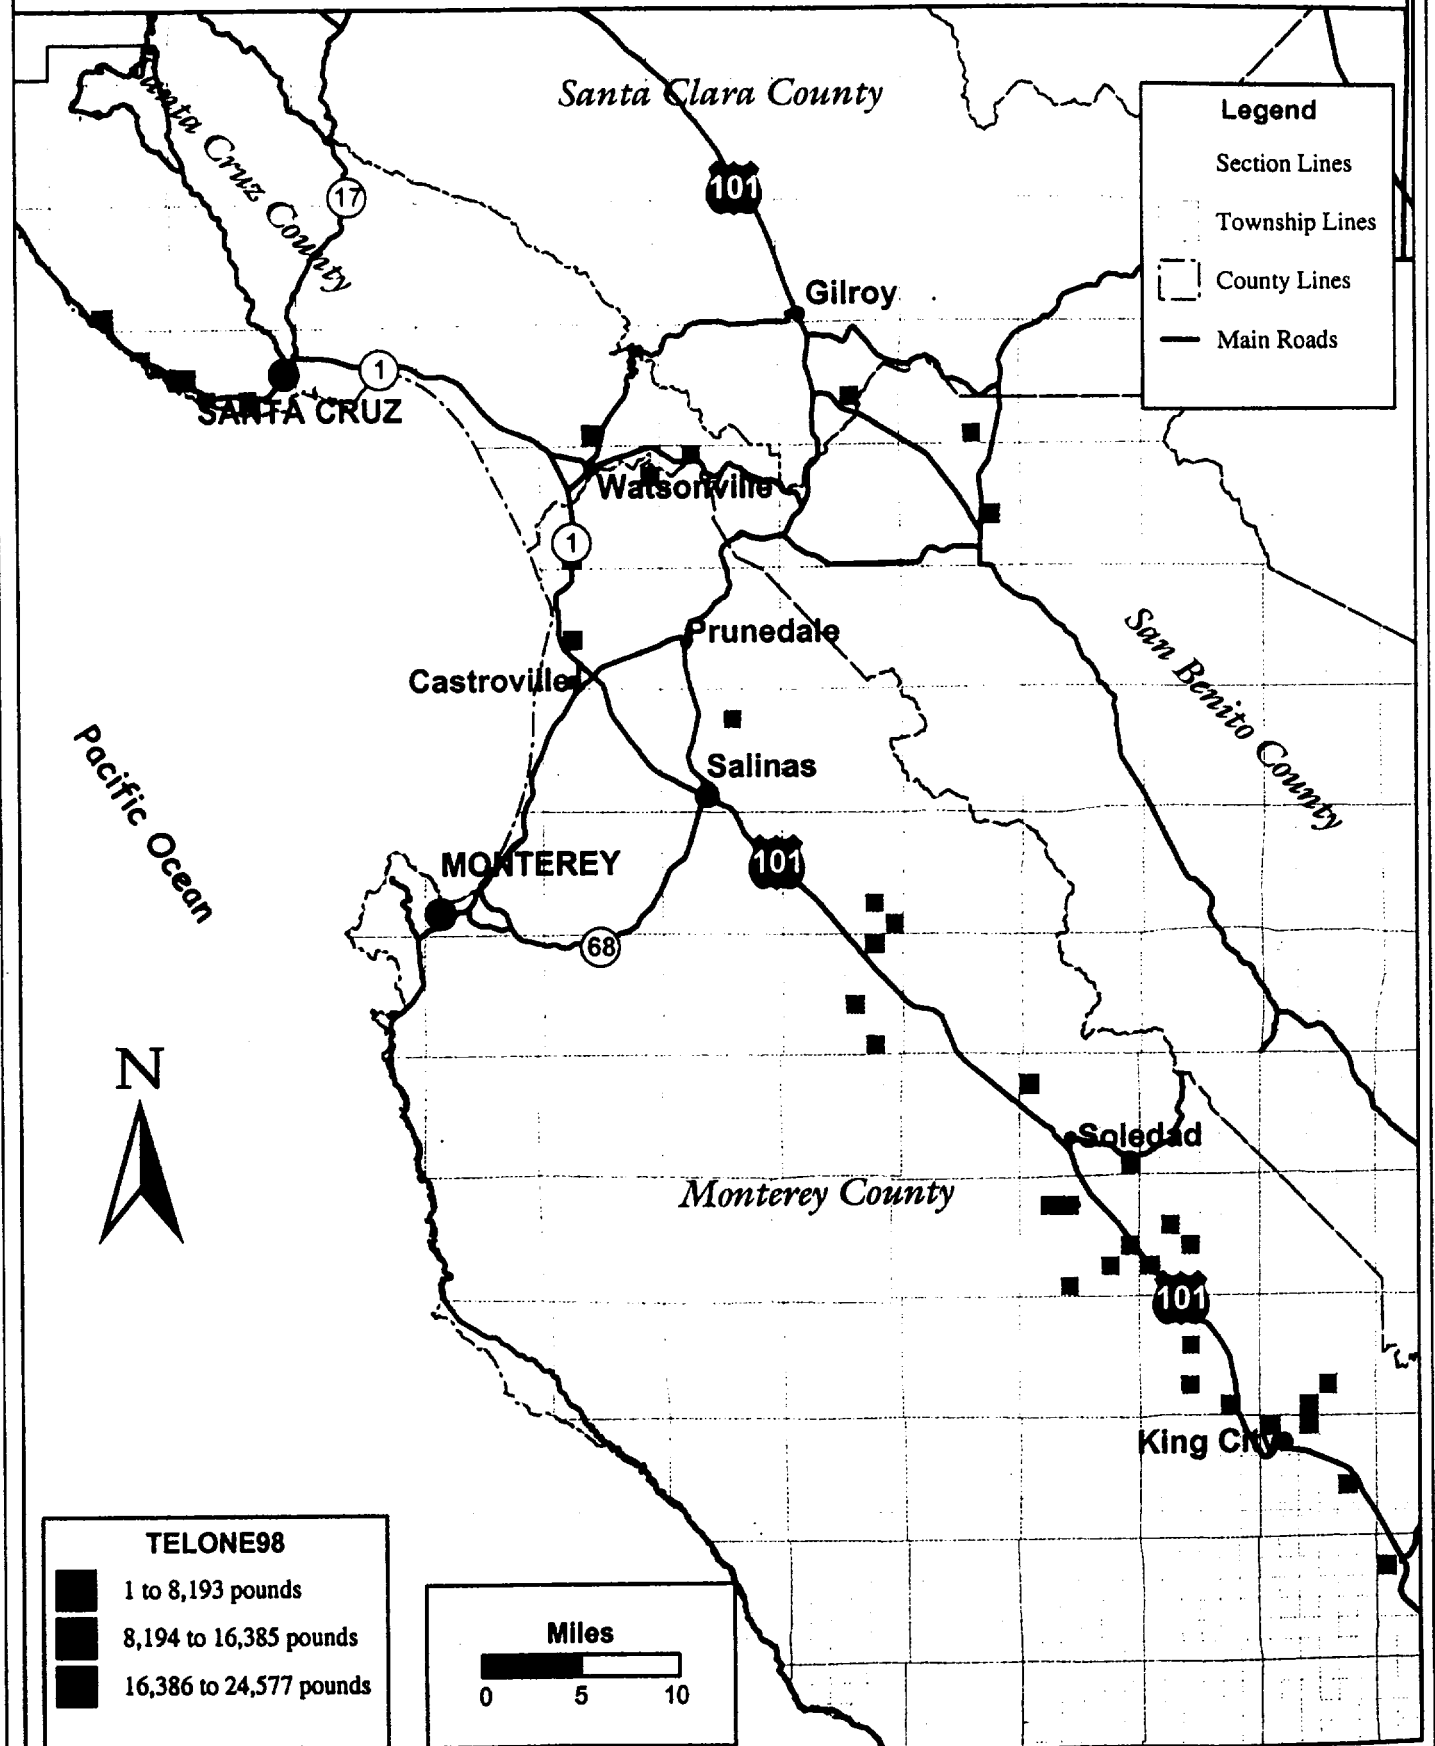 Santa Clara County
Legend
Section Lines
Township Lines
County Lines
Main Roads
Santa Cruz County
17
101
Gilroy
1
SANTA CRUZ
Watsonville
1
Prunedale
Castroville
San Benito County
Pacific Ocean
Salinas
101
MONTEREY
68
N
Soledad
Monterey County
101
King City
TELONE98
1 to 8,193 pounds
8,194 to 16,385 pounds
16,386 to 24,577 pounds
Miles
0 5 10